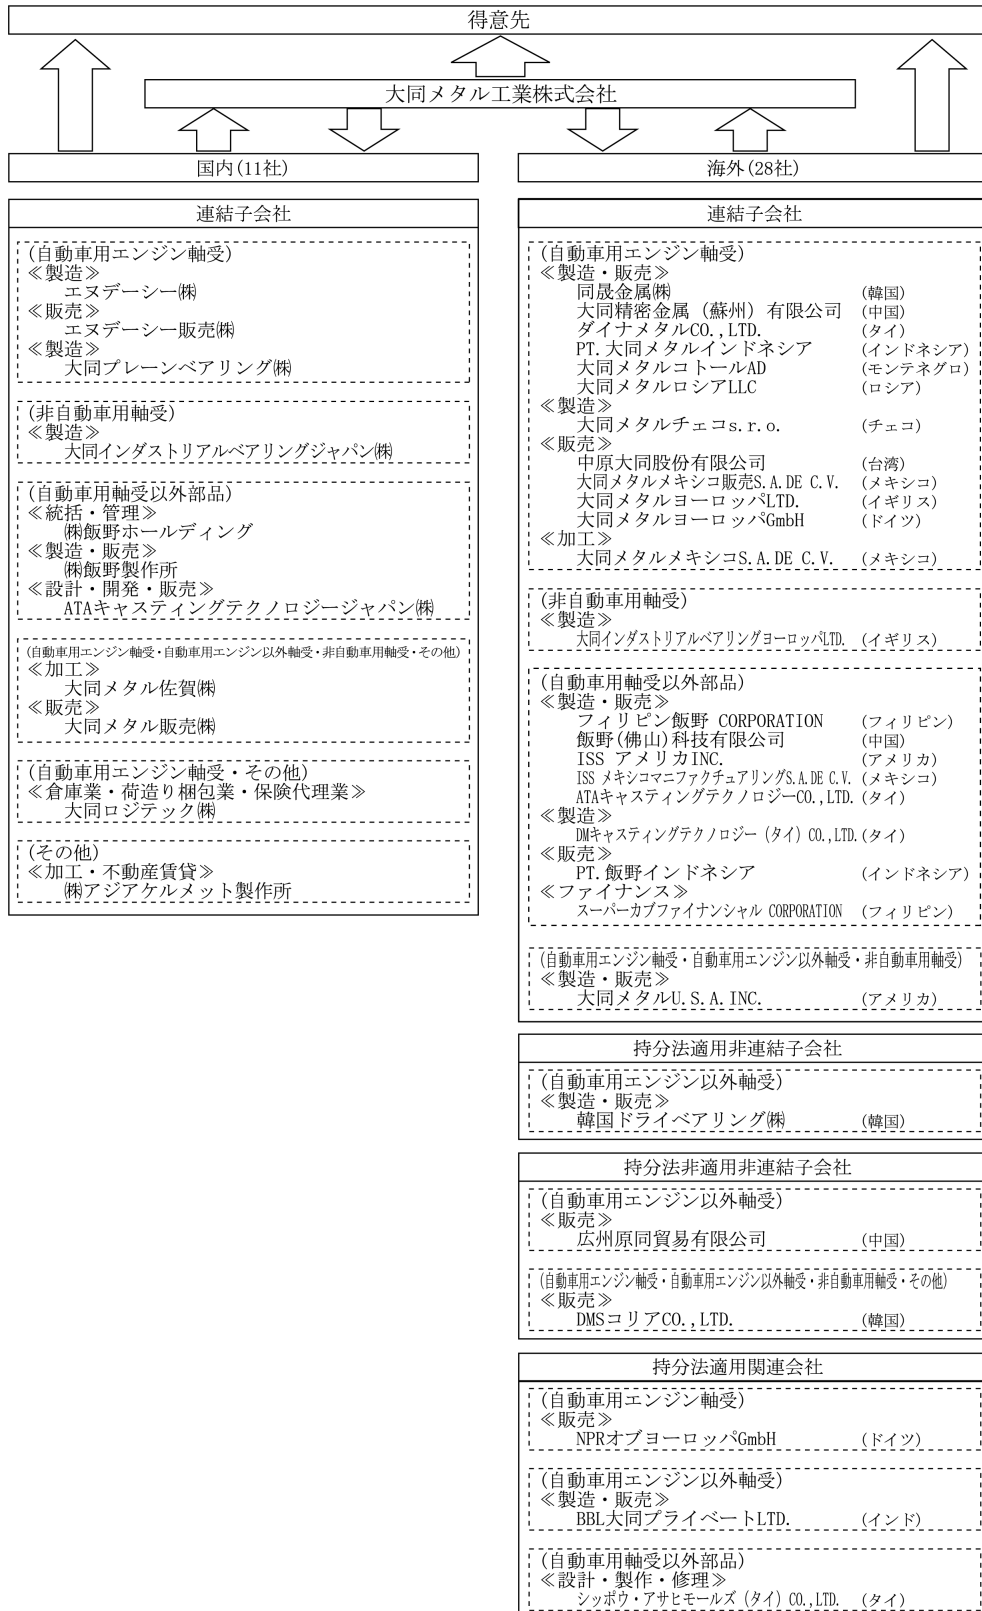 得意先
大同メタル工業株式会社
国内(11社)
連結子会社
(自動車用エンジン軸受)
≪製造≫
エヌデーシー㈱
≪販売≫
エヌデーシー販売㈱
≪製造≫
大同プレーンベアリング㈱
(非自動車用軸受)
≪製造≫
大同インダストリアルベアリングジャパン㈱
(自動車用軸受以外部品)
≪統括・管理≫
㈱飯野ホールディング
≪製造・販売≫
㈱飯野製作所
≪設計・開発・販売≫
ATAキャスティングテクノロジージャパン㈱
(自動車用エンジン軸受・自動車用エンジン以外軸受・非自動車用軸受・その他)
≪加工≫
大同メタル佐賀㈱
≪販売≫
大同メタル販売㈱
(自動車用エンジン軸受・その他)
≪倉庫業・荷造り梱包業・保険代理業≫
大同ロジテック㈱
(その他)
≪加工・不動産賃貸≫
㈱アジアケルメット製作所
海外(28社)
連結子会社
(自動車用エンジン軸受)
≪製造・販売≫
同晟金属㈱ (韓国)
大同精密金属（蘇州）有限公司 (中国)
ダイナメタルCO.,LTD. (タイ)
PT.大同メタルインドネシア (インドネシア)
大同メタルコトールAD (モンテネグロ)
大同メタルロシアLLC (ロシア)
≪製造≫
大同メタルチェコs.r.o. (チェコ)
≪販売≫
中原大同股份有限公司 (台湾)
大同メタルメキシコ販売S.A.DE C.V. (メキシコ)
大同メタルヨーロッパLTD. (イギリス)
大同メタルヨーロッパGmbH (ドイツ)
≪加工≫
大同メタルメキシコS.A.DE C.V. (メキシコ)
(非自動車用軸受)
≪製造≫
大同インダストリアルベアリングヨーロッパLTD. (イギリス)
(自動車用軸受以外部品)
≪製造・販売≫
フィリピン飯野 CORPORATION (フィリピン)
飯野(佛山)科技有限公司 (中国)
ISS アメリカINC. (アメリカ)
ISS メキシコマニファクチュアリングS.A.DE C.V. (メキシコ)
ATAキャスティングテクノロジーCO.,LTD. (タイ)
≪製造≫
DMキャスティングテクノロジー（タイ）CO.,LTD. (タイ)
≪販売≫
PT.飯野インドネシア (インドネシア)
≪ファイナンス≫
スーパーカブファイナンシャル CORPORATION (フィリピン)
(自動車用エンジン軸受・自動車用エンジン以外軸受・非自動車用軸受)
≪製造・販売≫
大同メタルU.S.A.INC. (アメリカ)
持分法適用非連結子会社
(自動車用エンジン以外軸受)
≪製造・販売≫
韓国ドライベアリング㈱ (韓国)
持分法非適用非連結子会社
(自動車用エンジン以外軸受)
≪販売≫
広州原同貿易有限公司 (中国)
(自動車用エンジン軸受・自動車用エンジン以外軸受・非自動車用軸受・その他)
≪販売≫
DMSコリアCO.,LTD. (韓国)
持分法適用関連会社
(自動車用エンジン軸受)
≪販売≫
NPRオブヨーロッパGmbH (ドイツ)
(自動車用エンジン以外軸受)
≪製造・販売≫
BBL大同プライベートLTD. (インド)
(自動車用軸受以外部品)
≪設計・製作・修理≫
シッポウ・アサヒモールズ（タイ）CO.,LTD. (タイ)